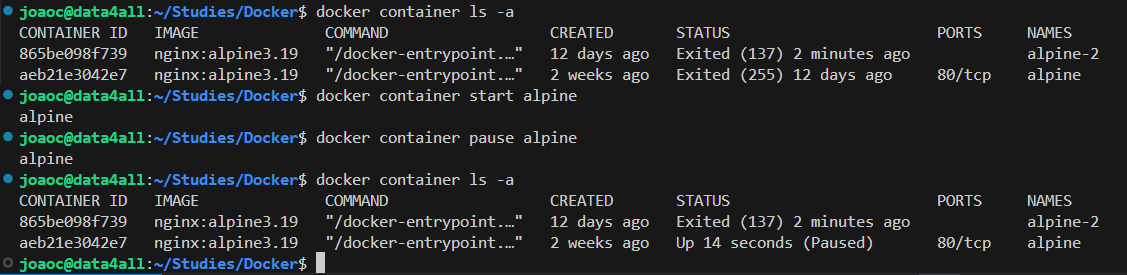 joaoc@data4all:~/Studies/Docker$ docker container ls -a
CONTAINER ID   IMAGE              COMMAND                  CREATED       STATUS                       PORTS     NAMES
865be098f739   nginx:alpine3.19   "/docker-entrypoint.…"   12 days ago   Exited (137) 2 minutes ago             alpine-2
aeb21e3042e7   nginx:alpine3.19   "/docker-entrypoint.…"   2 weeks ago   Exited (255) 12 days ago     80/tcp    alpine
joaoc@data4all:~/Studies/Docker$ docker container start alpine
alpine
joaoc@data4all:~/Studies/Docker$ docker container pause alpine
alpine
joaoc@data4all:~/Studies/Docker$ docker container ls -a
CONTAINER ID   IMAGE              COMMAND                  CREATED       STATUS                       PORTS     NAMES
865be098f739   nginx:alpine3.19   "/docker-entrypoint.…"   12 days ago   Exited (137) 2 minutes ago             alpine-2
aeb21e3042e7   nginx:alpine3.19   "/docker-entrypoint.…"   2 weeks ago   Up 14 seconds (Paused)       80/tcp    alpine
joaoc@data4all:~/Studies/Docker$